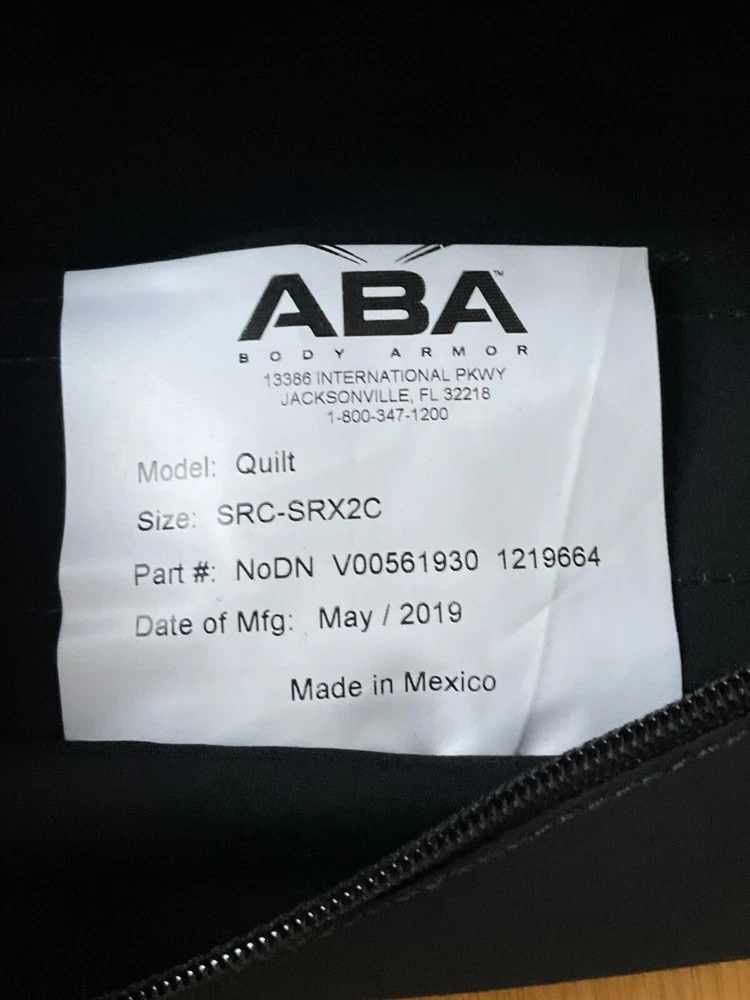 ABA™
BODY ARMOR
13386 INTERNATIONAL PKWY
JACKSONVILLE, FL 32218
1-800-347-1200
Model: Quilt
Size: SRC-SRX2C
Part #: NoDN V00561930 1219664
Date of Mfg: May / 2019
Made in Mexico